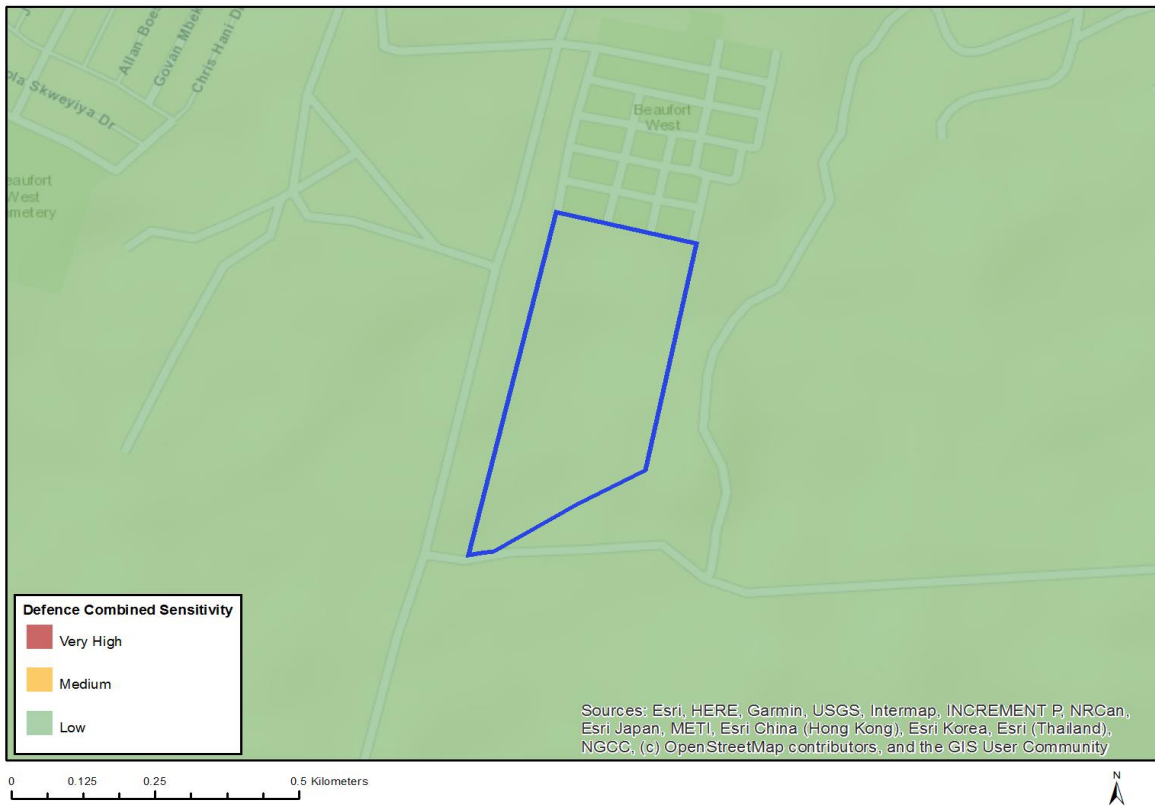 Allan Boes
Govan Mbek
Chris Hani D
ola Skweyiya Dr
Beaufort
West
eaufort
West
metery
Defence Combined Sensitivity
Very High
Medium
Low
Sources: Esri, HERE, Garmin, USGS, Intermap, INCREMENT P, NRCan,
Esri Japan, METI, Esri China (Hong Kong), Esri Korea, Esri (Thailand),
NGCC, (c) OpenStreetMap contributors, and the GIS User Community
0 0.125 0.25 0.5 Kilometers
N